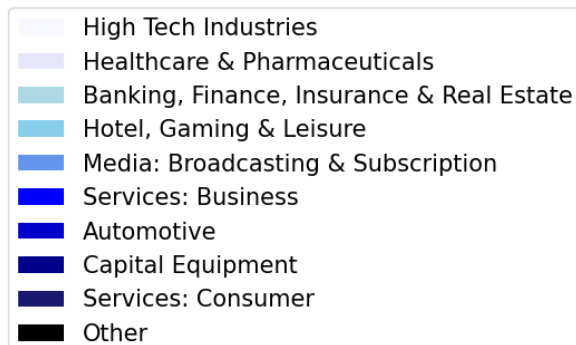 High Tech Industries
Healthcare & Pharmaceuticals
Banking, Finance, Insurance & Real Estate
Hotel, Gaming & Leisure
Media: Broadcasting & Subscription
Services: Business
Automotive
Capital Equipment
Services: Consumer
Other